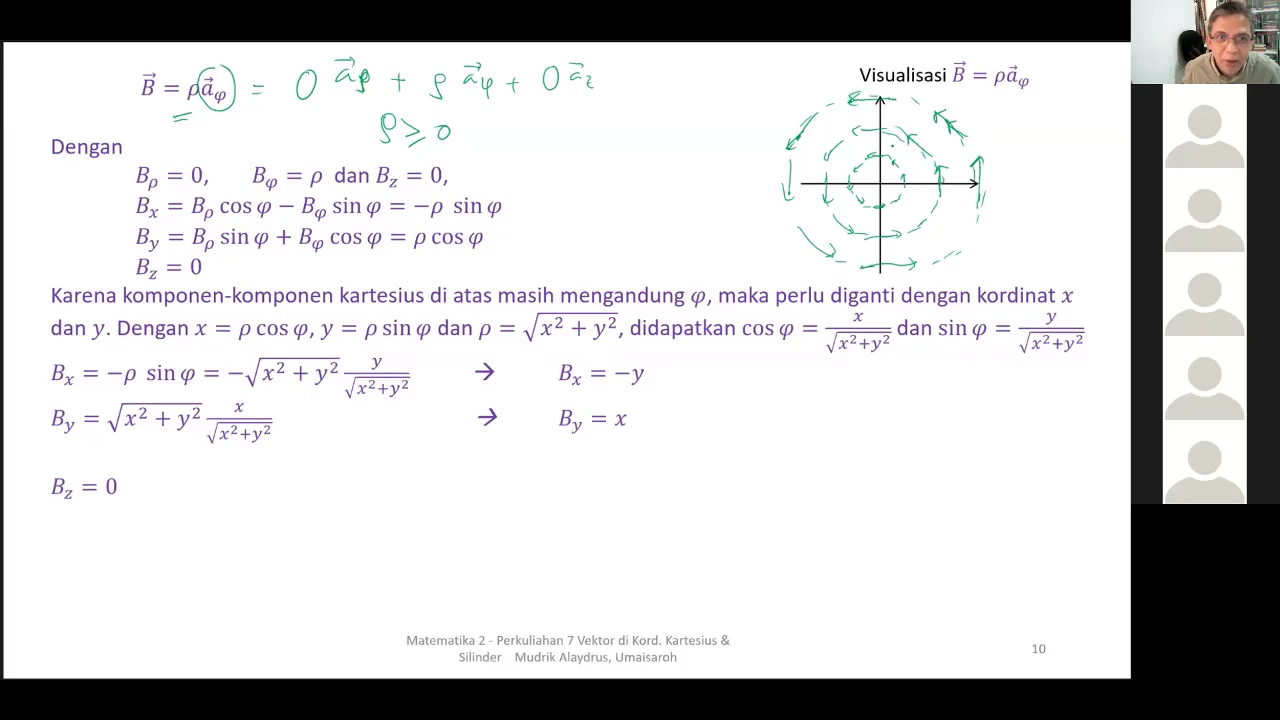 B⃗ = ρa⃗_φ = 0 a⃗_ρ + ρ a⃗_φ + 0 a⃗_z
ρ ≥ 0
Visualisasi B⃗ = ρa⃗_φ
Dengan
B_ρ = 0, B_φ = ρ dan B_z = 0,
B_x = B_ρ cos φ − B_φ sin φ = −ρ sin φ
B_y = B_ρ sin φ + B_φ cos φ = ρ cos φ
B_z = 0
Karena komponen-komponen kartesius di atas masih mengandung φ, maka perlu diganti dengan kordinat x
dan y. Dengan x = ρ cos φ, y = ρ sin φ dan ρ = √(x² + y²), didapatkan cos φ = x/√(x²+y²) dan sin φ = y/√(x²+y²)
B_x = −ρ sin φ = −√(x² + y²) y/√(x²+y²) → B_x = −y
B_y = √(x² + y²) x/√(x²+y²) → B_y = x
B_z = 0
Matematika 2 - Perkuliahan 7 Vektor di Kord. Kartesius &
Silinder Mudrik Alaydrus, Umaisaroh
10